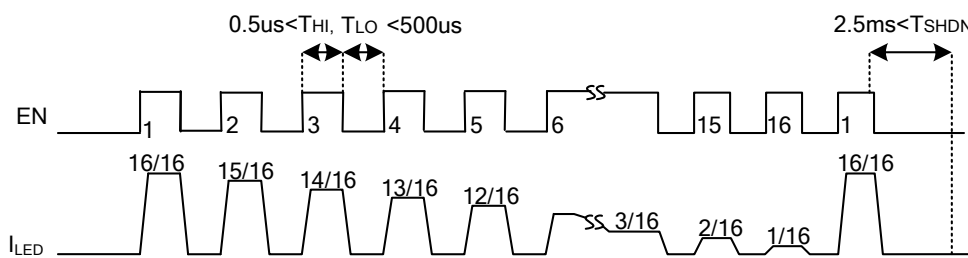 0.5us<THI, TLO <500us
2.5ms<TSHDN
EN
1 2 3 4 5 6 15 16 1
16/16 15/16 14/16 13/16 12/16 3/16 2/16 1/16 16/16
ILED